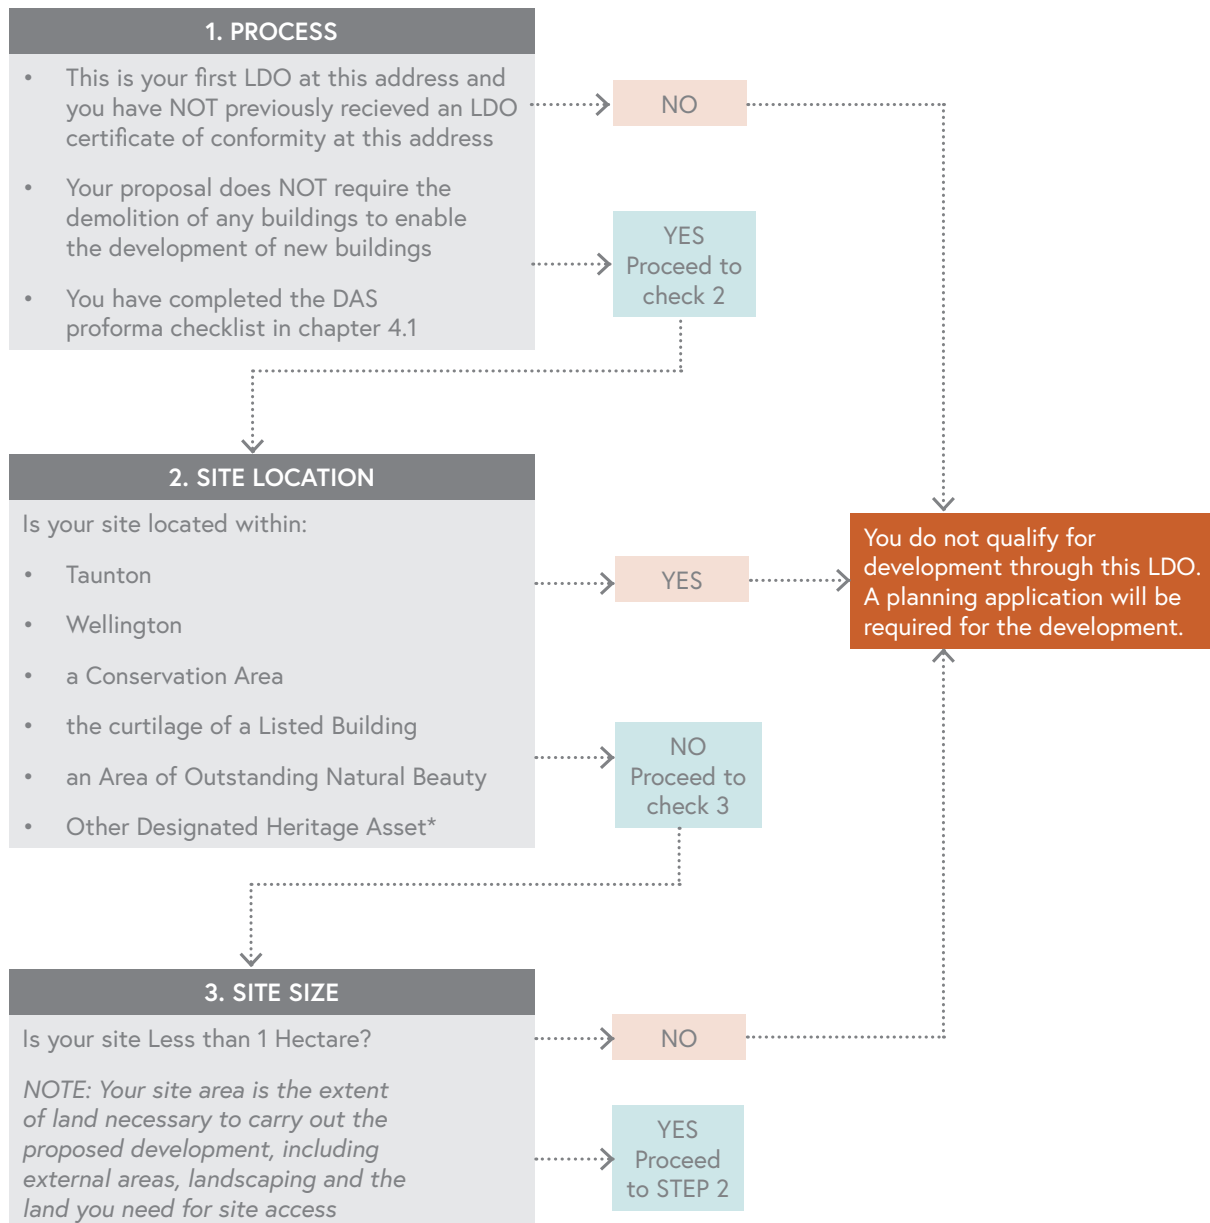 1. PROCESS
• This is your first LDO at this address and
you have NOT previously recieved an LDO
certificate of conformity at this address
• Your proposal does NOT require the
demolition of any buildings to enable
the development of new buildings
• You have completed the DAS
proforma checklist in chapter 4.1
NO
YES
Proceed to
check 2
2. SITE LOCATION
Is your site located within:
• Taunton
• Wellington
• a Conservation Area
• the curtilage of a Listed Building
• an Area of Outstanding Natural Beauty
• Other Designated Heritage Asset*
YES
NO
Proceed to
check 3
You do not qualify for
development through this LDO.
A planning application will be
required for the development.
3. SITE SIZE
Is your site Less than 1 Hectare?
NOTE: Your site area is the extent
of land necessary to carry out the
proposed development, including
external areas, landscaping and the
land you need for site access
NO
YES
Proceed
to STEP 2